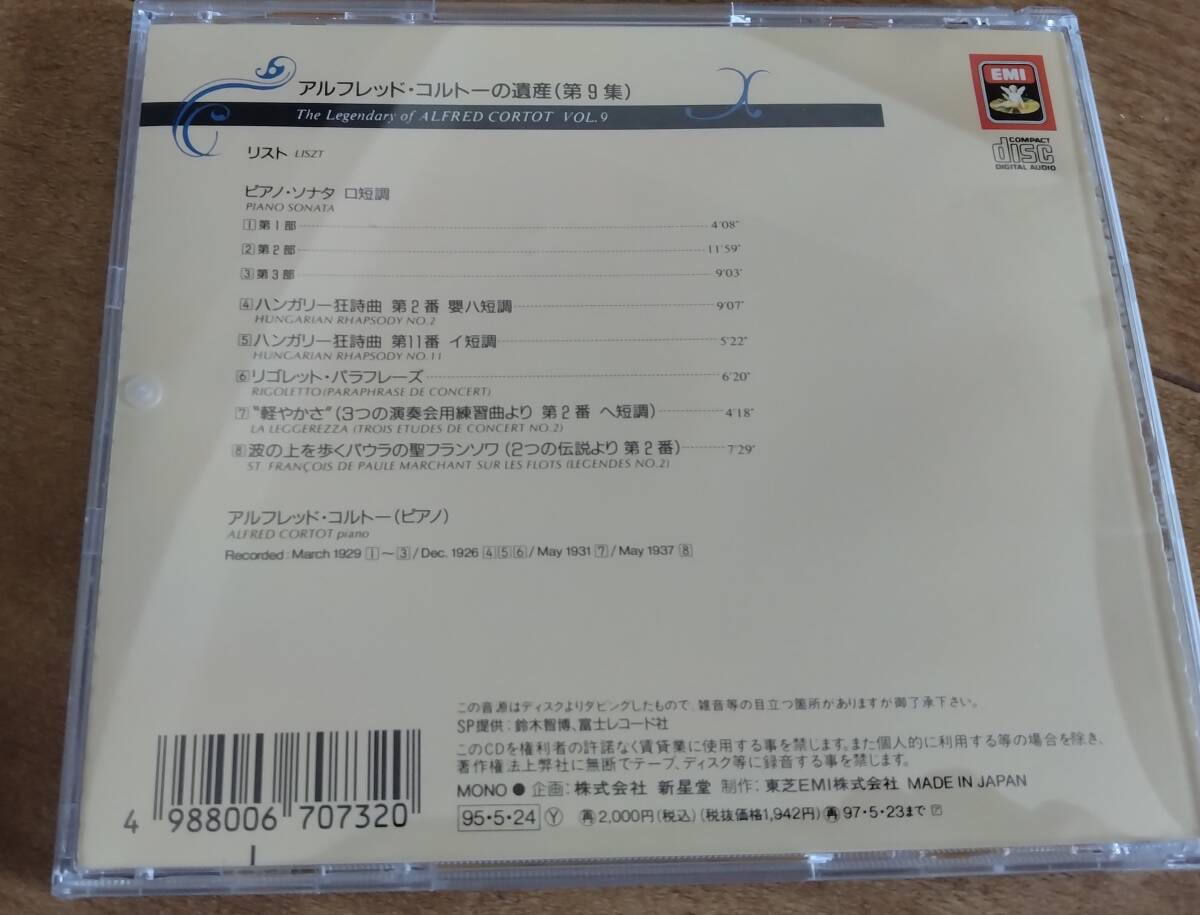 アルフレッド・コルトーの遺産(第9集)
The Legendary of ALFRED CORTOT VOL.9
EMI
COMPACT
disc
DIGITAL AUDIO
リスト LISZT
ピアノ・ソナタ ロ短調
PIANO SONATA
1 第1部 4'08"
2 第2部 11'59"
3 第3部 9'03"
4 ハンガリー狂詩曲 第2番 嬰ハ短調 9'07"
HUNGARIAN RHAPSODY NO.2
5 ハンガリー狂詩曲 第11番 イ短調 5'22"
HUNGARIAN RHAPSODY NO.11
6 リゴレット・パラフレーズ 6'20"
RIGOLETTO (PARAPHRASE DE CONCERT)
7 "軽やかさ"(3つの演奏会用練習曲より 第2番 ヘ短調) 4'18"
LA LEGGEREZZA (TROIS ETUDES DE CONCERT NO.2)
8 波の上を歩くパウラの聖フランソワ(2つの伝説より 第2番) 7'29"
ST. FRANÇOIS DE PAULE MARCHANT SUR LES FLOTS (LEGENDES NO.2)
アルフレッド・コルトー(ピアノ)
ALFRED CORTOT piano
Recorded : March 1929 1～3 / Dec. 1926 4 5 6 / May 1931 7 / May 1937 8
この音源はディスクよりダビングしたもので、雑音等の目立つ箇所がありますが御了承下さい。
SP提供：鈴木智博、富士レコード社
このCDを権利者の許諾なく賃貸業に使用する事を禁じます。また個人的に利用する等の場合を除き、
著作権法上弊社に無断でテープ、ディスク等に録音する事を禁じます。
MONO ● 企画：株式会社 新星堂 制作：東芝EMI株式会社 MADE IN JAPAN
95・5・24 Ⓨ 再2,000円(税込)(税抜価格1,942円) 再97・5・23まで
4 988006 707320